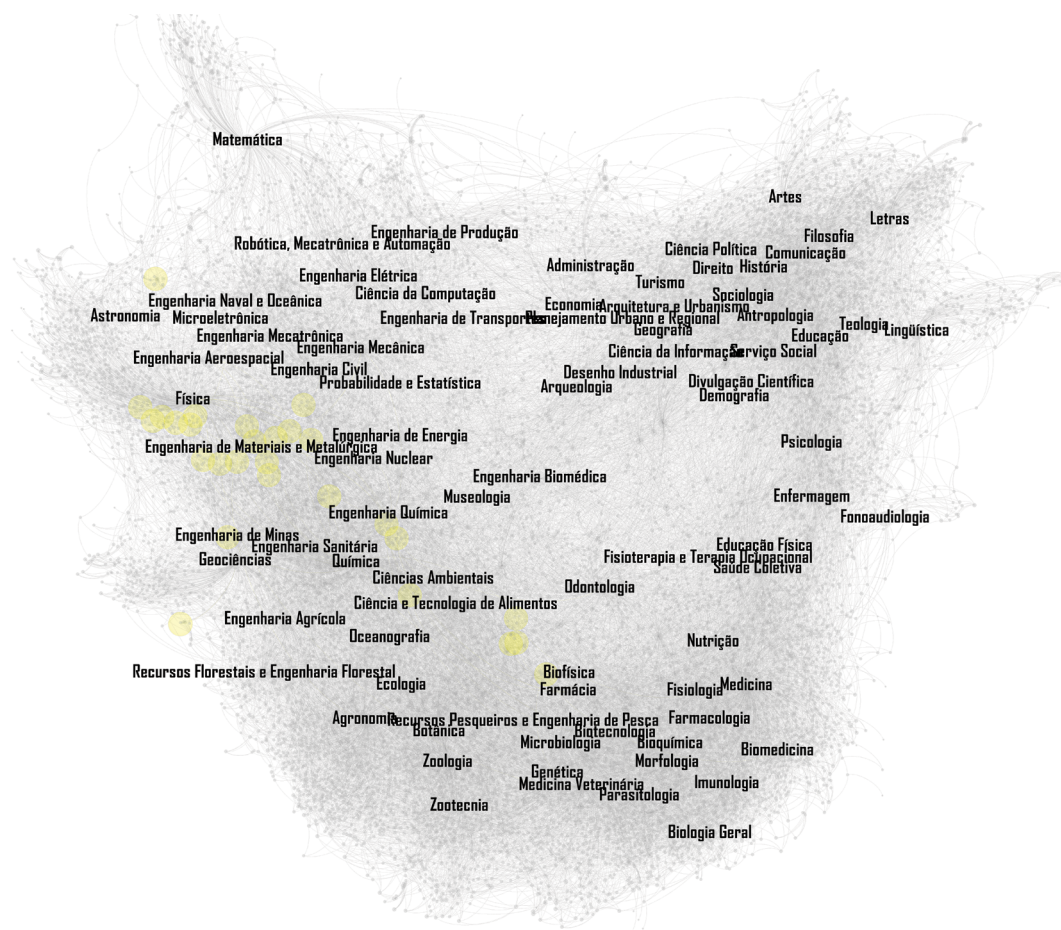 Matemática
Artes
Letras
Engenharia de Produção
Filosofia
Robótica, Mecatrônica e Automação
Ciência Política
Comunicação
Administração
Direito
História
Engenharia Elétrica
Turismo
Ciência da Computação
Sociologia
Engenharia Naval e Oceânica
Economia
Arquitetura e Urbanismo
Astronomia
Microeletrônica
Engenharia de Transportes
Planejamento Urbano e Regional
Antropologia
Teologia
Geografia
Lingüística
Engenharia Mecatrônica
Educação
Engenharia Mecânica
Ciência da Informação
Serviço Social
Engenharia Aeroespacial
Engenharia Civil
Desenho Industrial
Probabilidade e Estatística
Arqueologia
Divulgação Científica
Demografia
Física
Engenharia de Energia
Psicologia
Engenharia de Materiais e Metalúrgica
Engenharia Nuclear
Engenharia Biomédica
Museologia
Enfermagem
Engenharia Química
Fonoaudiologia
Engenharia de Minas
Engenharia Sanitária
Educação Física
Geociências
Química
Fisioterapia e Terapia Ocupacional
Saúde Coletiva
Ciências Ambientais
Odontologia
Ciência e Tecnologia de Alimentos
Engenharia Agrícola
Oceanografia
Nutrição
Recursos Florestais e Engenharia Florestal
Biofísica
Ecologia
Farmácia
Fisiologia
Medicina
Agronomia
Recursos Pesqueiros e Engenharia de Pesca
Farmacologia
Botânica
Biotecnologia
Microbiologia
Bioquímica
Biomedicina
Zoologia
Morfologia
Genética
Medicina Veterinária
Imunologia
Parasitologia
Zootecnia
Biologia Geral